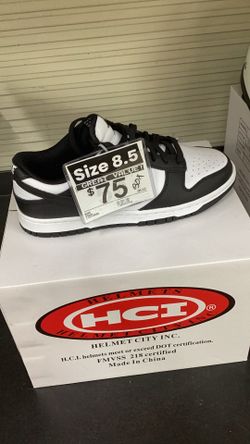 Size 8.5
GREAT VALUE!
$75
HELMETS
HCI®
HELMETS
HELMET CITY INC.
H.C.I. helmets meet or exceed DOT certification.
FMVSS 218 certified
Made in China